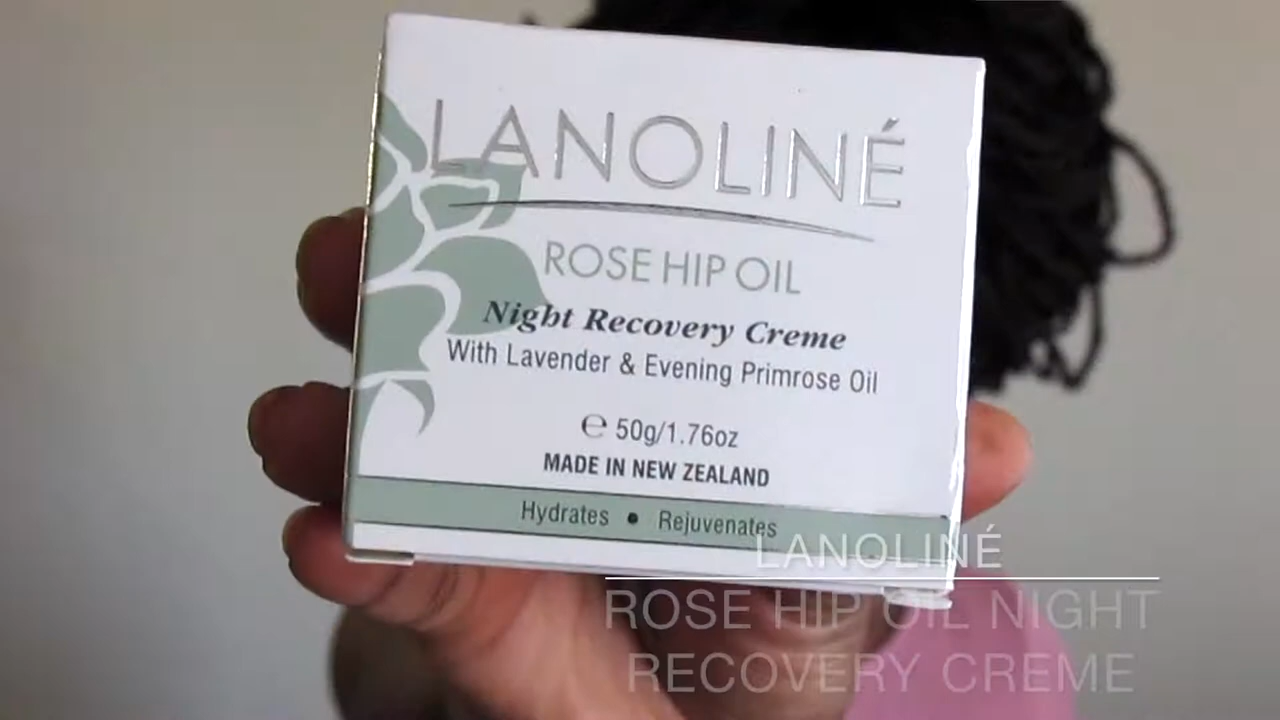 LANOLINÉ
ROSE HIP OIL
Night Recovery Creme
With Lavender & Evening Primrose Oil
℮ 50g/1.76oz
MADE IN NEW ZEALAND
Hydrates • Rejuvenates
LANOLINÉ
ROSE HIP OIL NIGHT
RECOVERY CREME